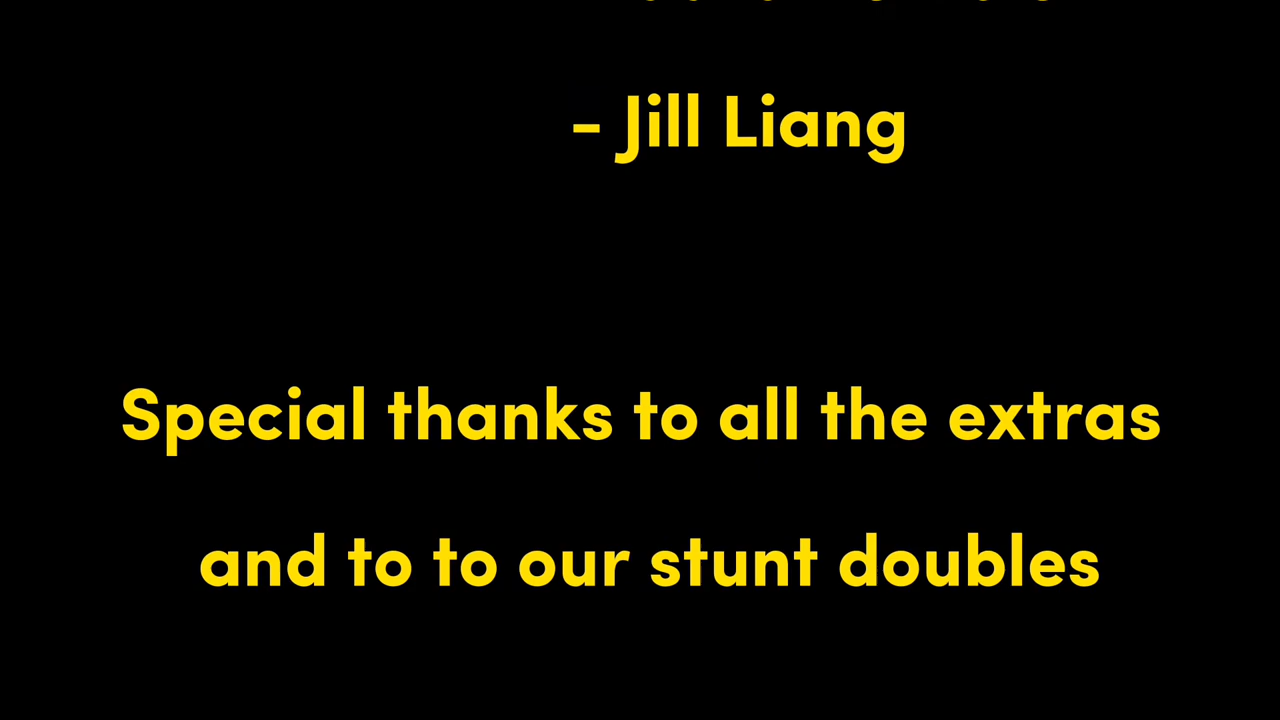 - Jill Liang
Special thanks to all the extras
and to to our stunt doubles